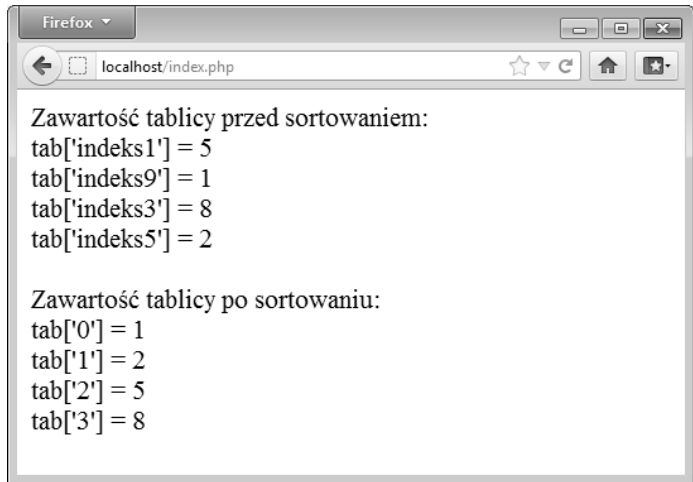 Firefox
localhost/index.php
Zawartość tablicy przed sortowaniem:
tab['indeks1'] = 5
tab['indeks9'] = 1
tab['indeks3'] = 8
tab['indeks5'] = 2
Zawartość tablicy po sortowaniu:
tab['0'] = 1
tab['1'] = 2
tab['2'] = 5
tab['3'] = 8